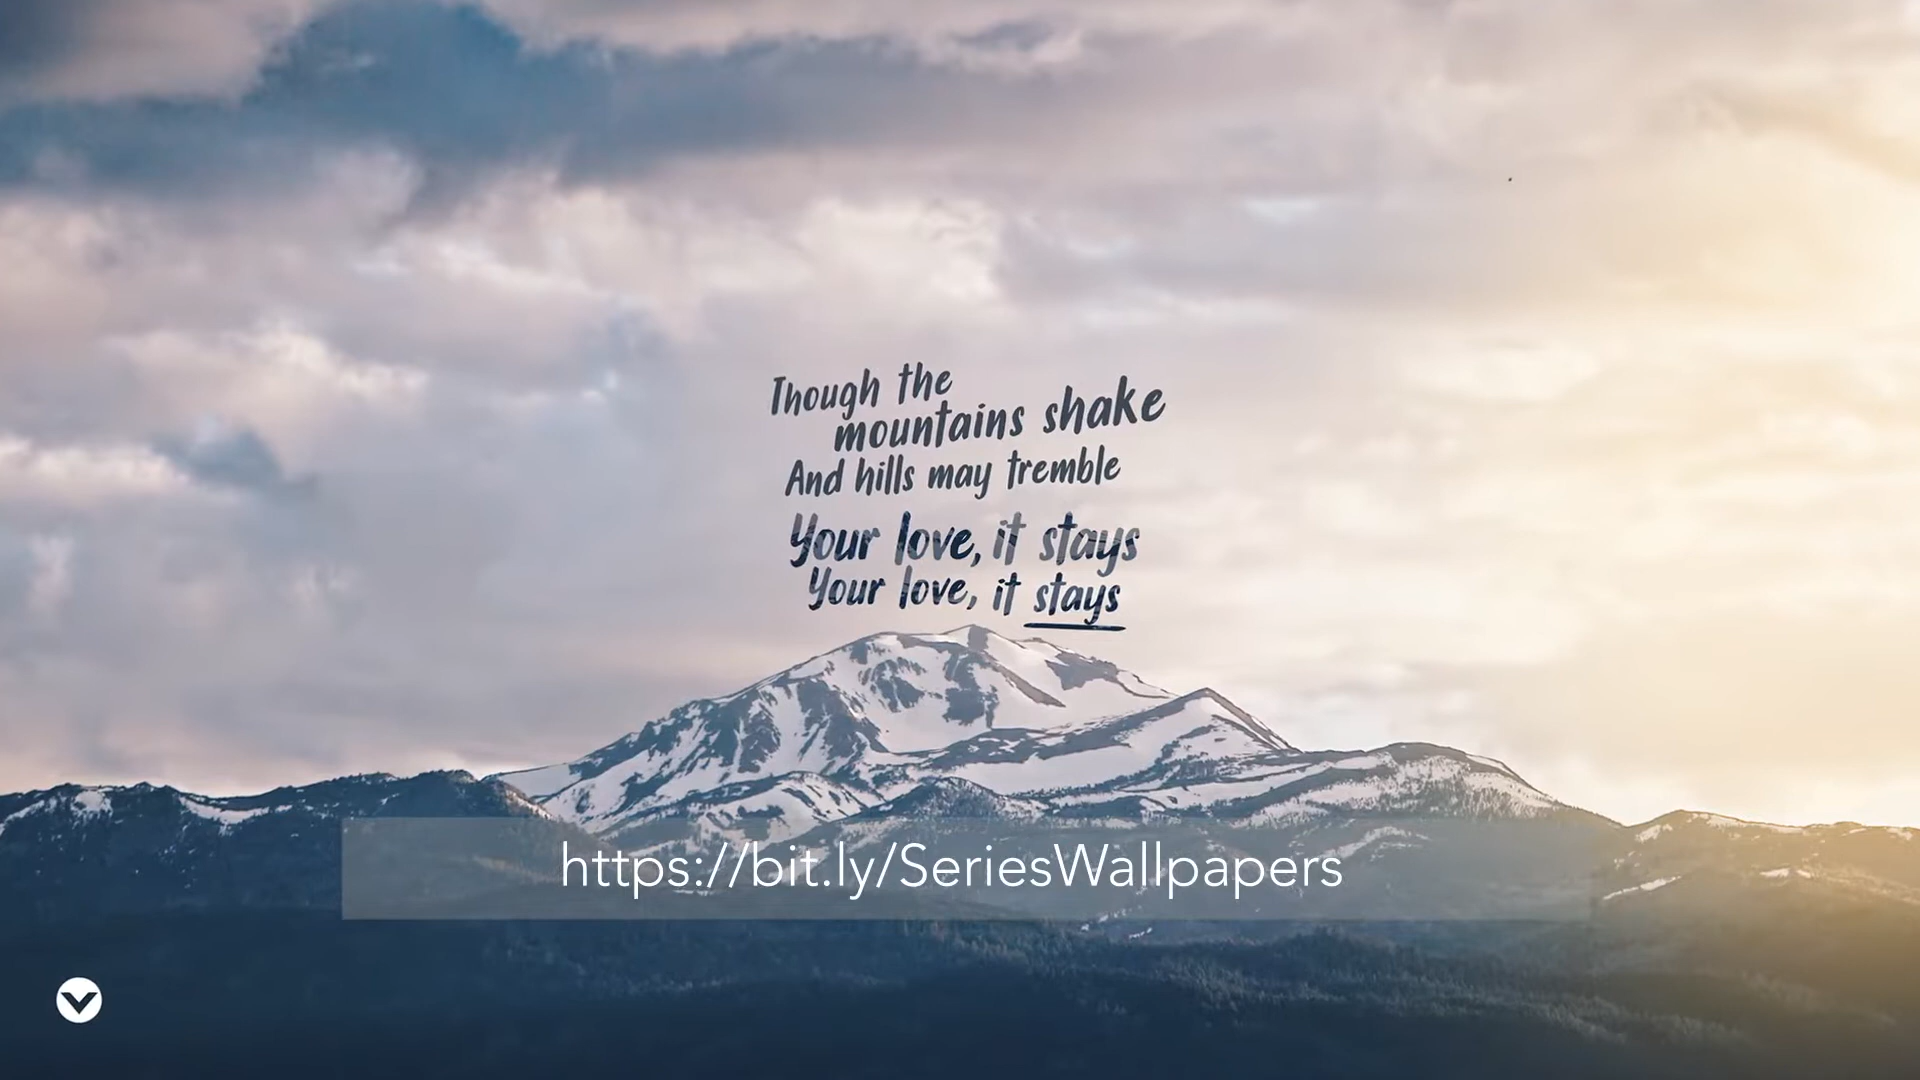 Though the
mountains shake
And hills may tremble
Your love, it stays
Your love, it stays
https://bit.ly/SeriesWallpapers